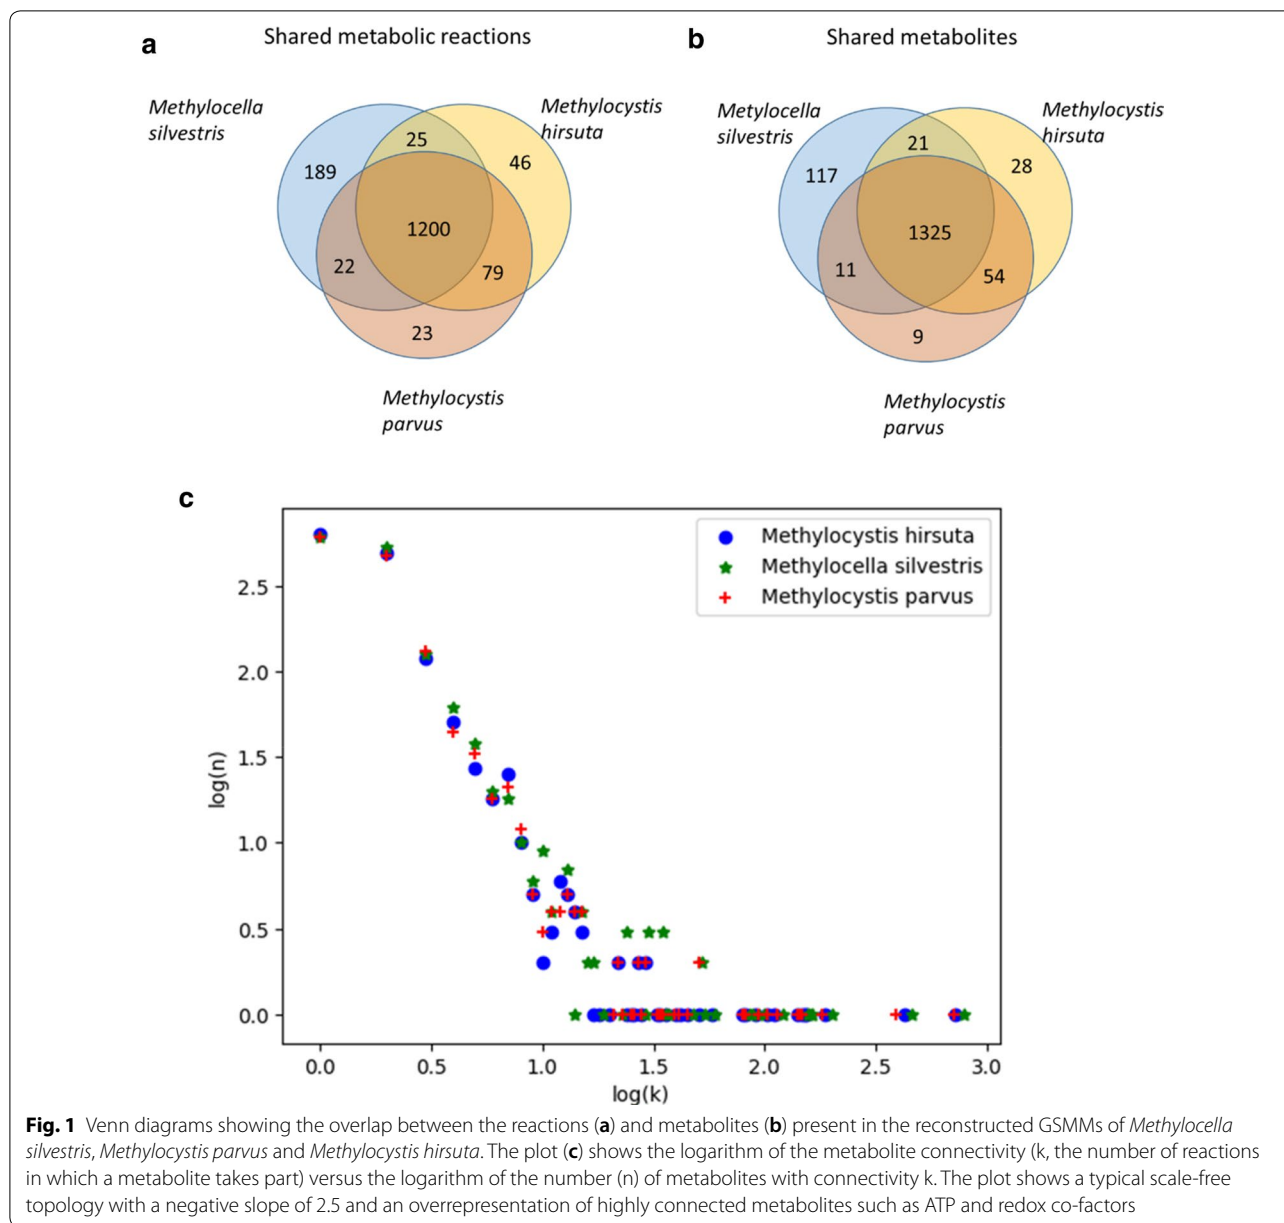 a
Shared metabolic reactions
Methylocella
silvestris
Methylocystis
hirsuta
25
189
46
1200
22
79
23
Methylocystis
parvus
b
Shared metabolites
Metylocella
silvestris
Methylocystis
hirsuta
21
117
28
1325
11
54
9
Methylocystis
parvus
c
Methylocystis hirsuta
Methylocella silvestris
Methylocystis parvus
2.5
2.0
1.5
1.0
0.5
0.0
log(n)
0.0 0.5 1.0 1.5 2.0 2.5 3.0
log(k)
Fig. 1 Venn diagrams showing the overlap between the reactions (a) and metabolites (b) present in the reconstructed GSMMs of Methylocella
silvestris, Methylocystis parvus and Methylocystis hirsuta. The plot (c) shows the logarithm of the metabolite connectivity (k, the number of reactions
in which a metabolite takes part) versus the logarithm of the number (n) of metabolites with connectivity k. The plot shows a typical scale-free
topology with a negative slope of 2.5 and an overrepresentation of highly connected metabolites such as ATP and redox co-factors